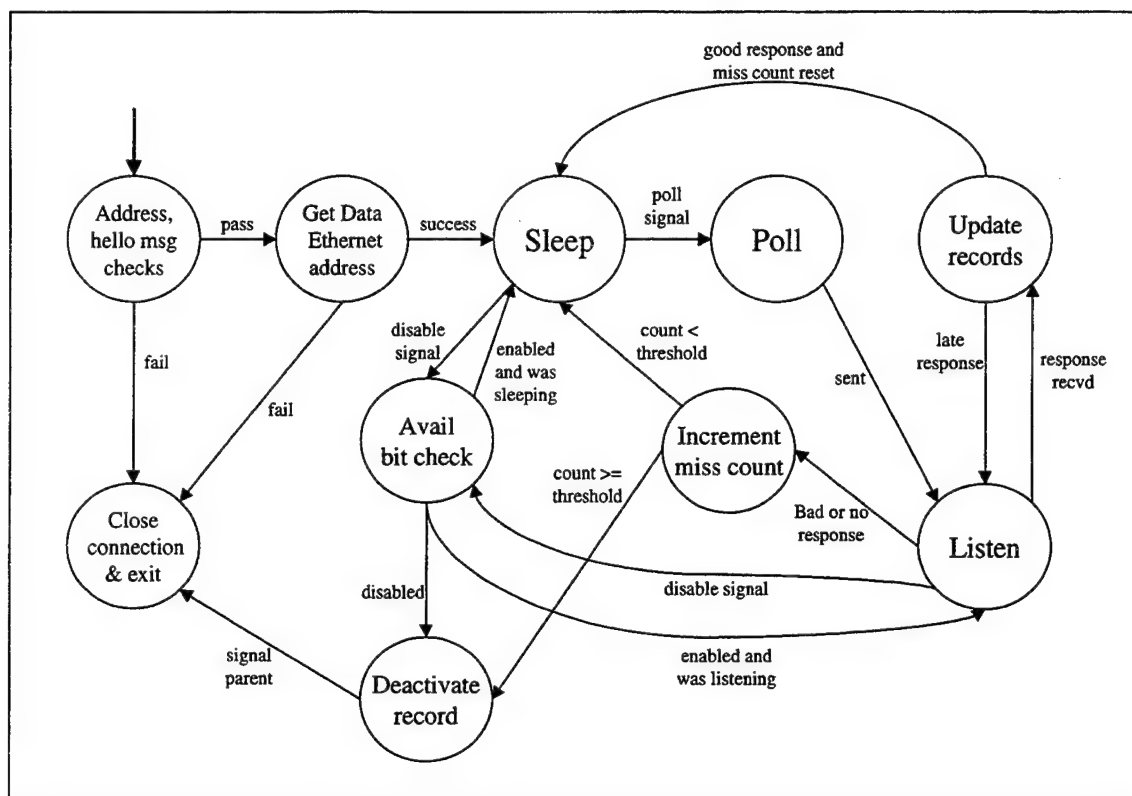 good response and
miss count reset
Address,
hello msg
checks
pass
Get Data
Ethernet
address
success
Sleep
poll
signal
Poll
Update
records
fail
fail
disable
signal
enabled
and was
sleeping
count <
threshold
sent
late
response
response
recvd
Avail
bit check
Increment
miss count
count >=
threshold
Close
connection
& exit
Bad or no
response
Listen
disabled
disable signal
signal
parent
Deactivate
record
enabled and
was listening